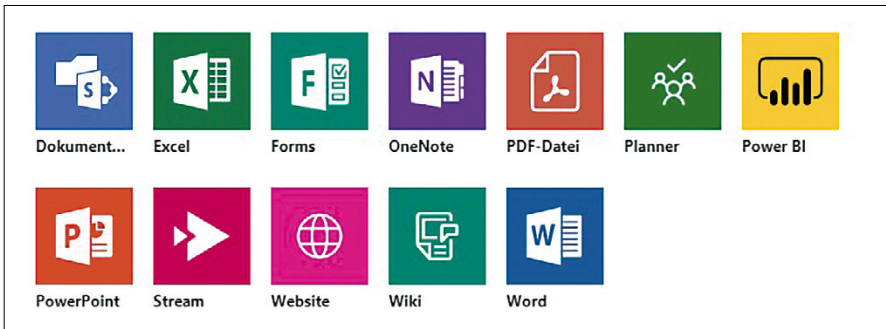 Dokument... Excel Forms OneNote PDF-Datei Planner Power BI
PowerPoint Stream Website Wiki Word